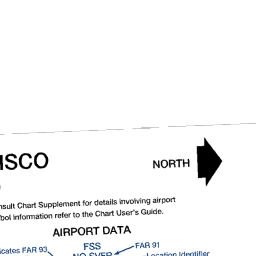 NORTH
nsult Chart Supplement for details involving airport
bol information refer to the Chart User's Guide.
AIRPORT DATA
FSS
FAR 91
icates FAR 93
NO SVFR
Location Identifier